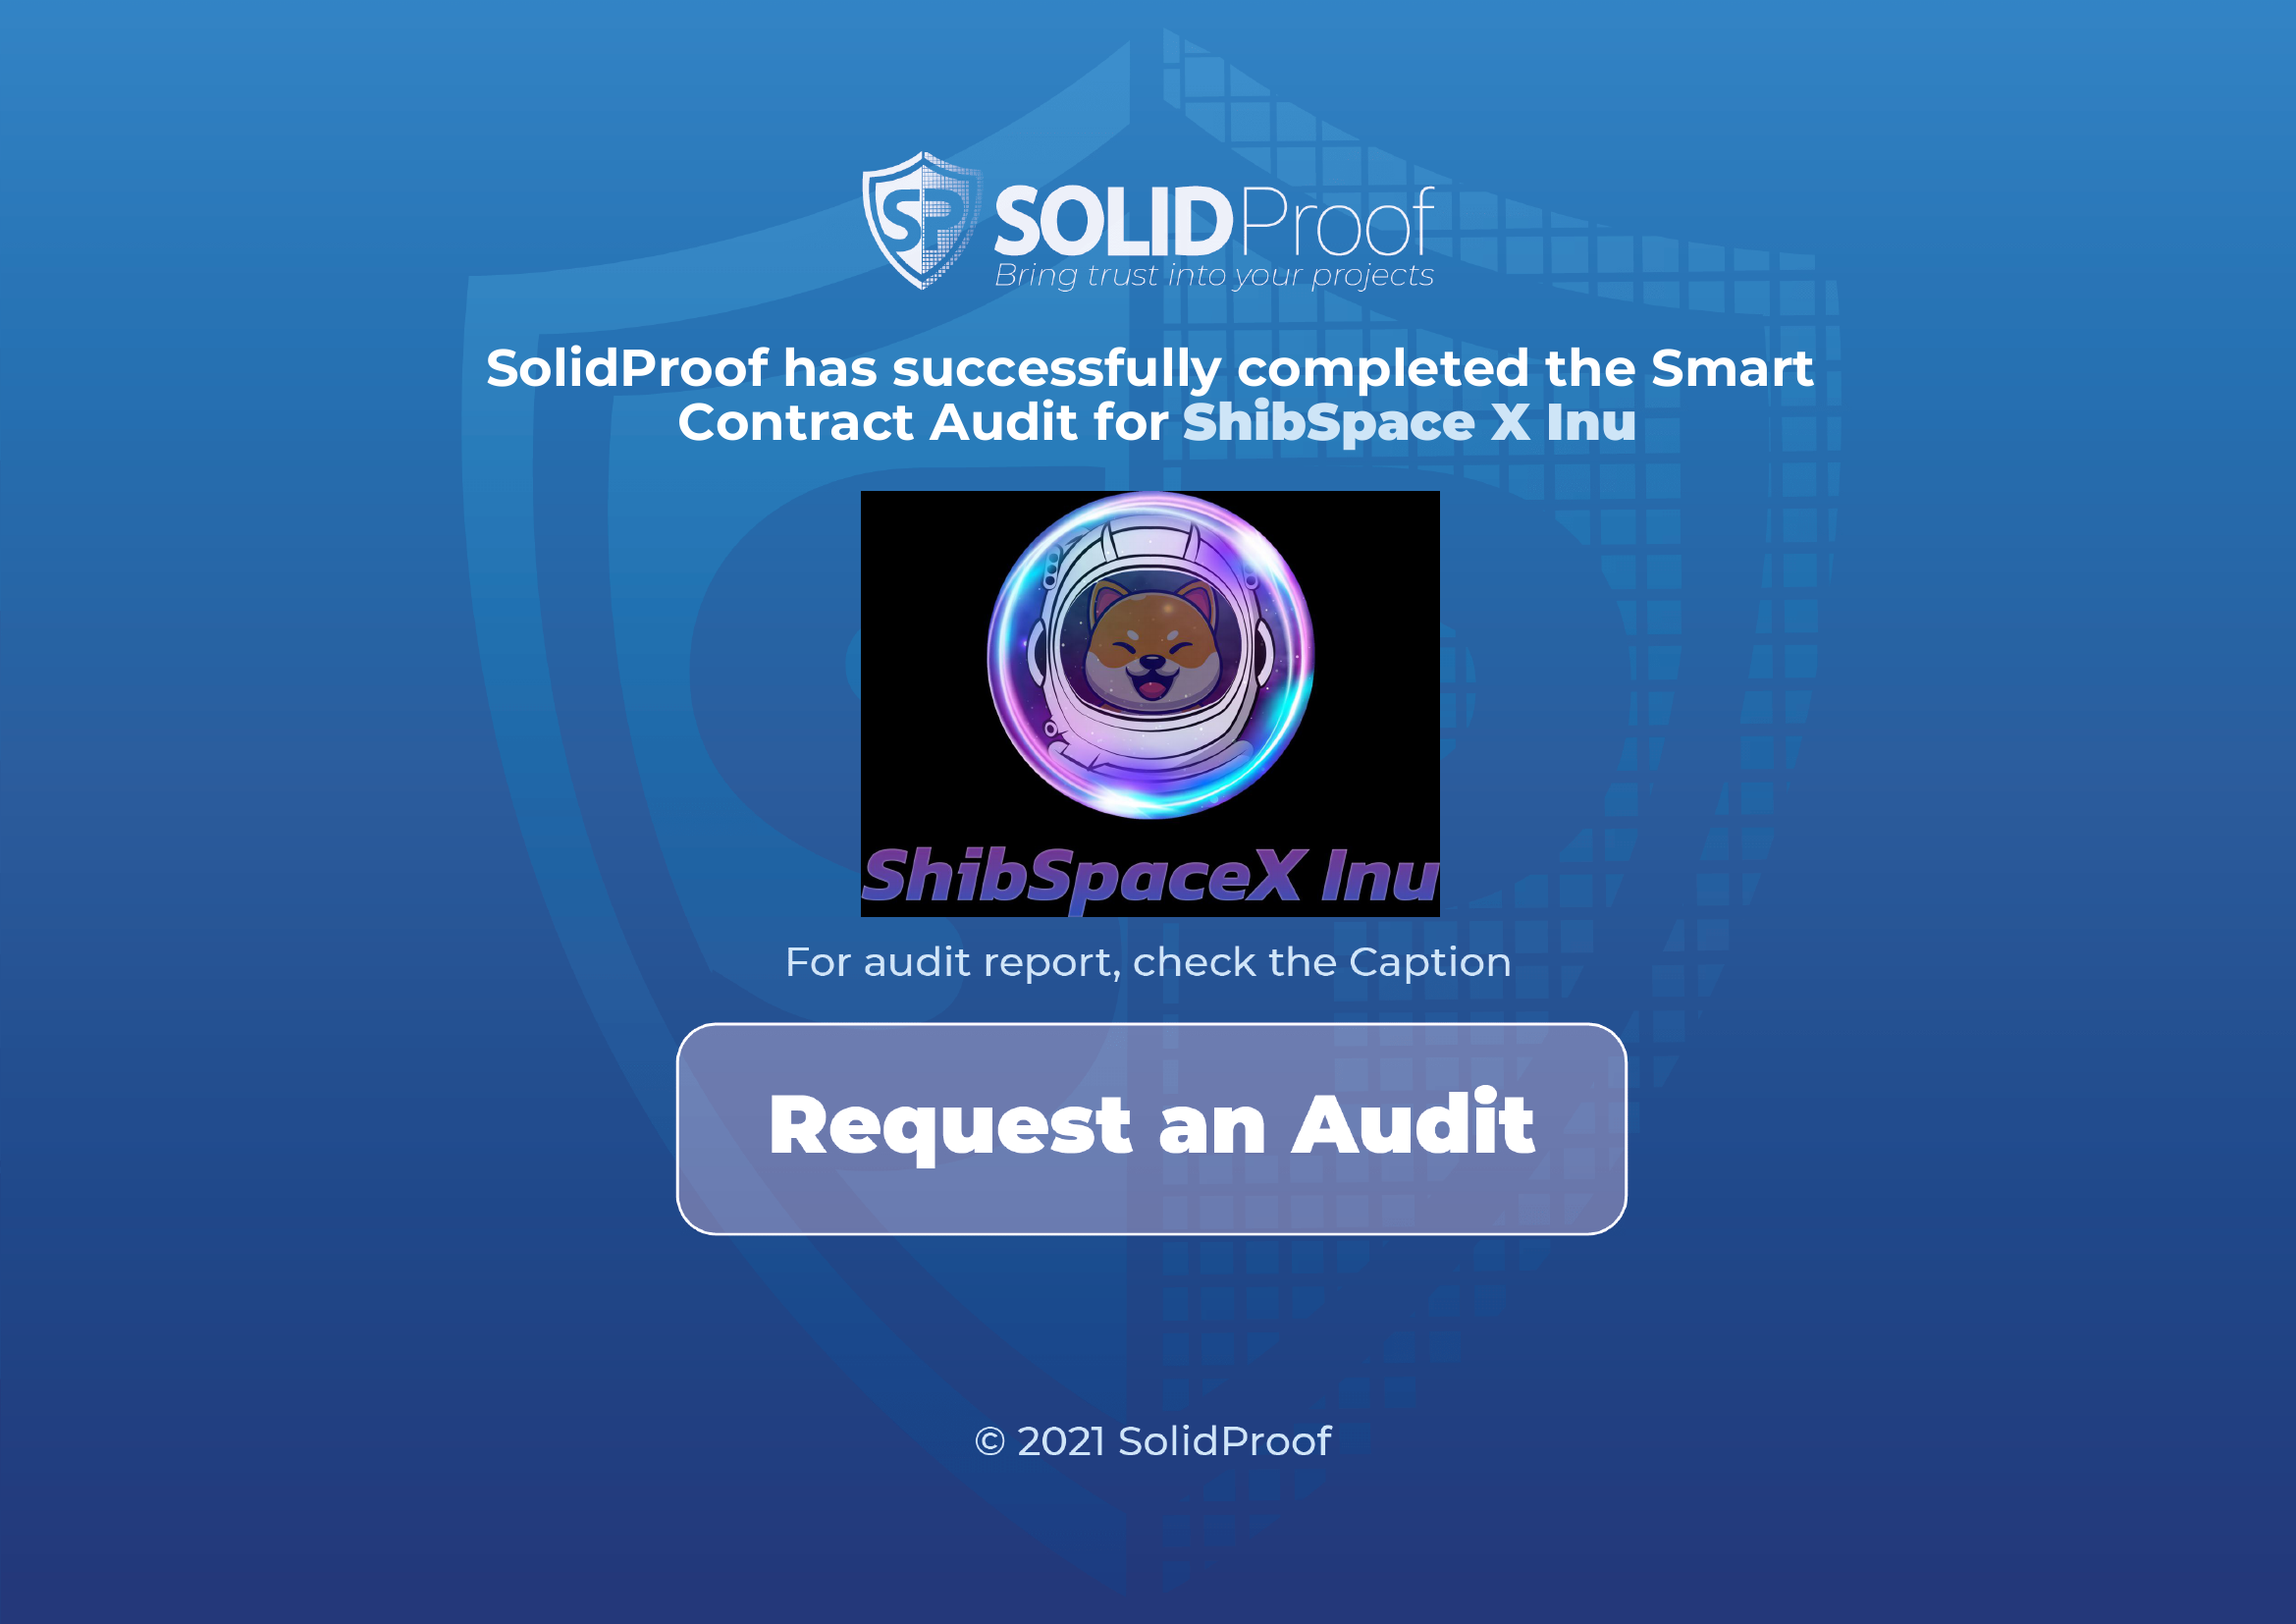 SP SOLIDProof
Bring trust into your projects
SolidProof has successfully completed the Smart
Contract Audit for ShibSpace X Inu
ShibSpaceX Inu
For audit report, check the Caption
Request an Audit
© 2021 SolidProof